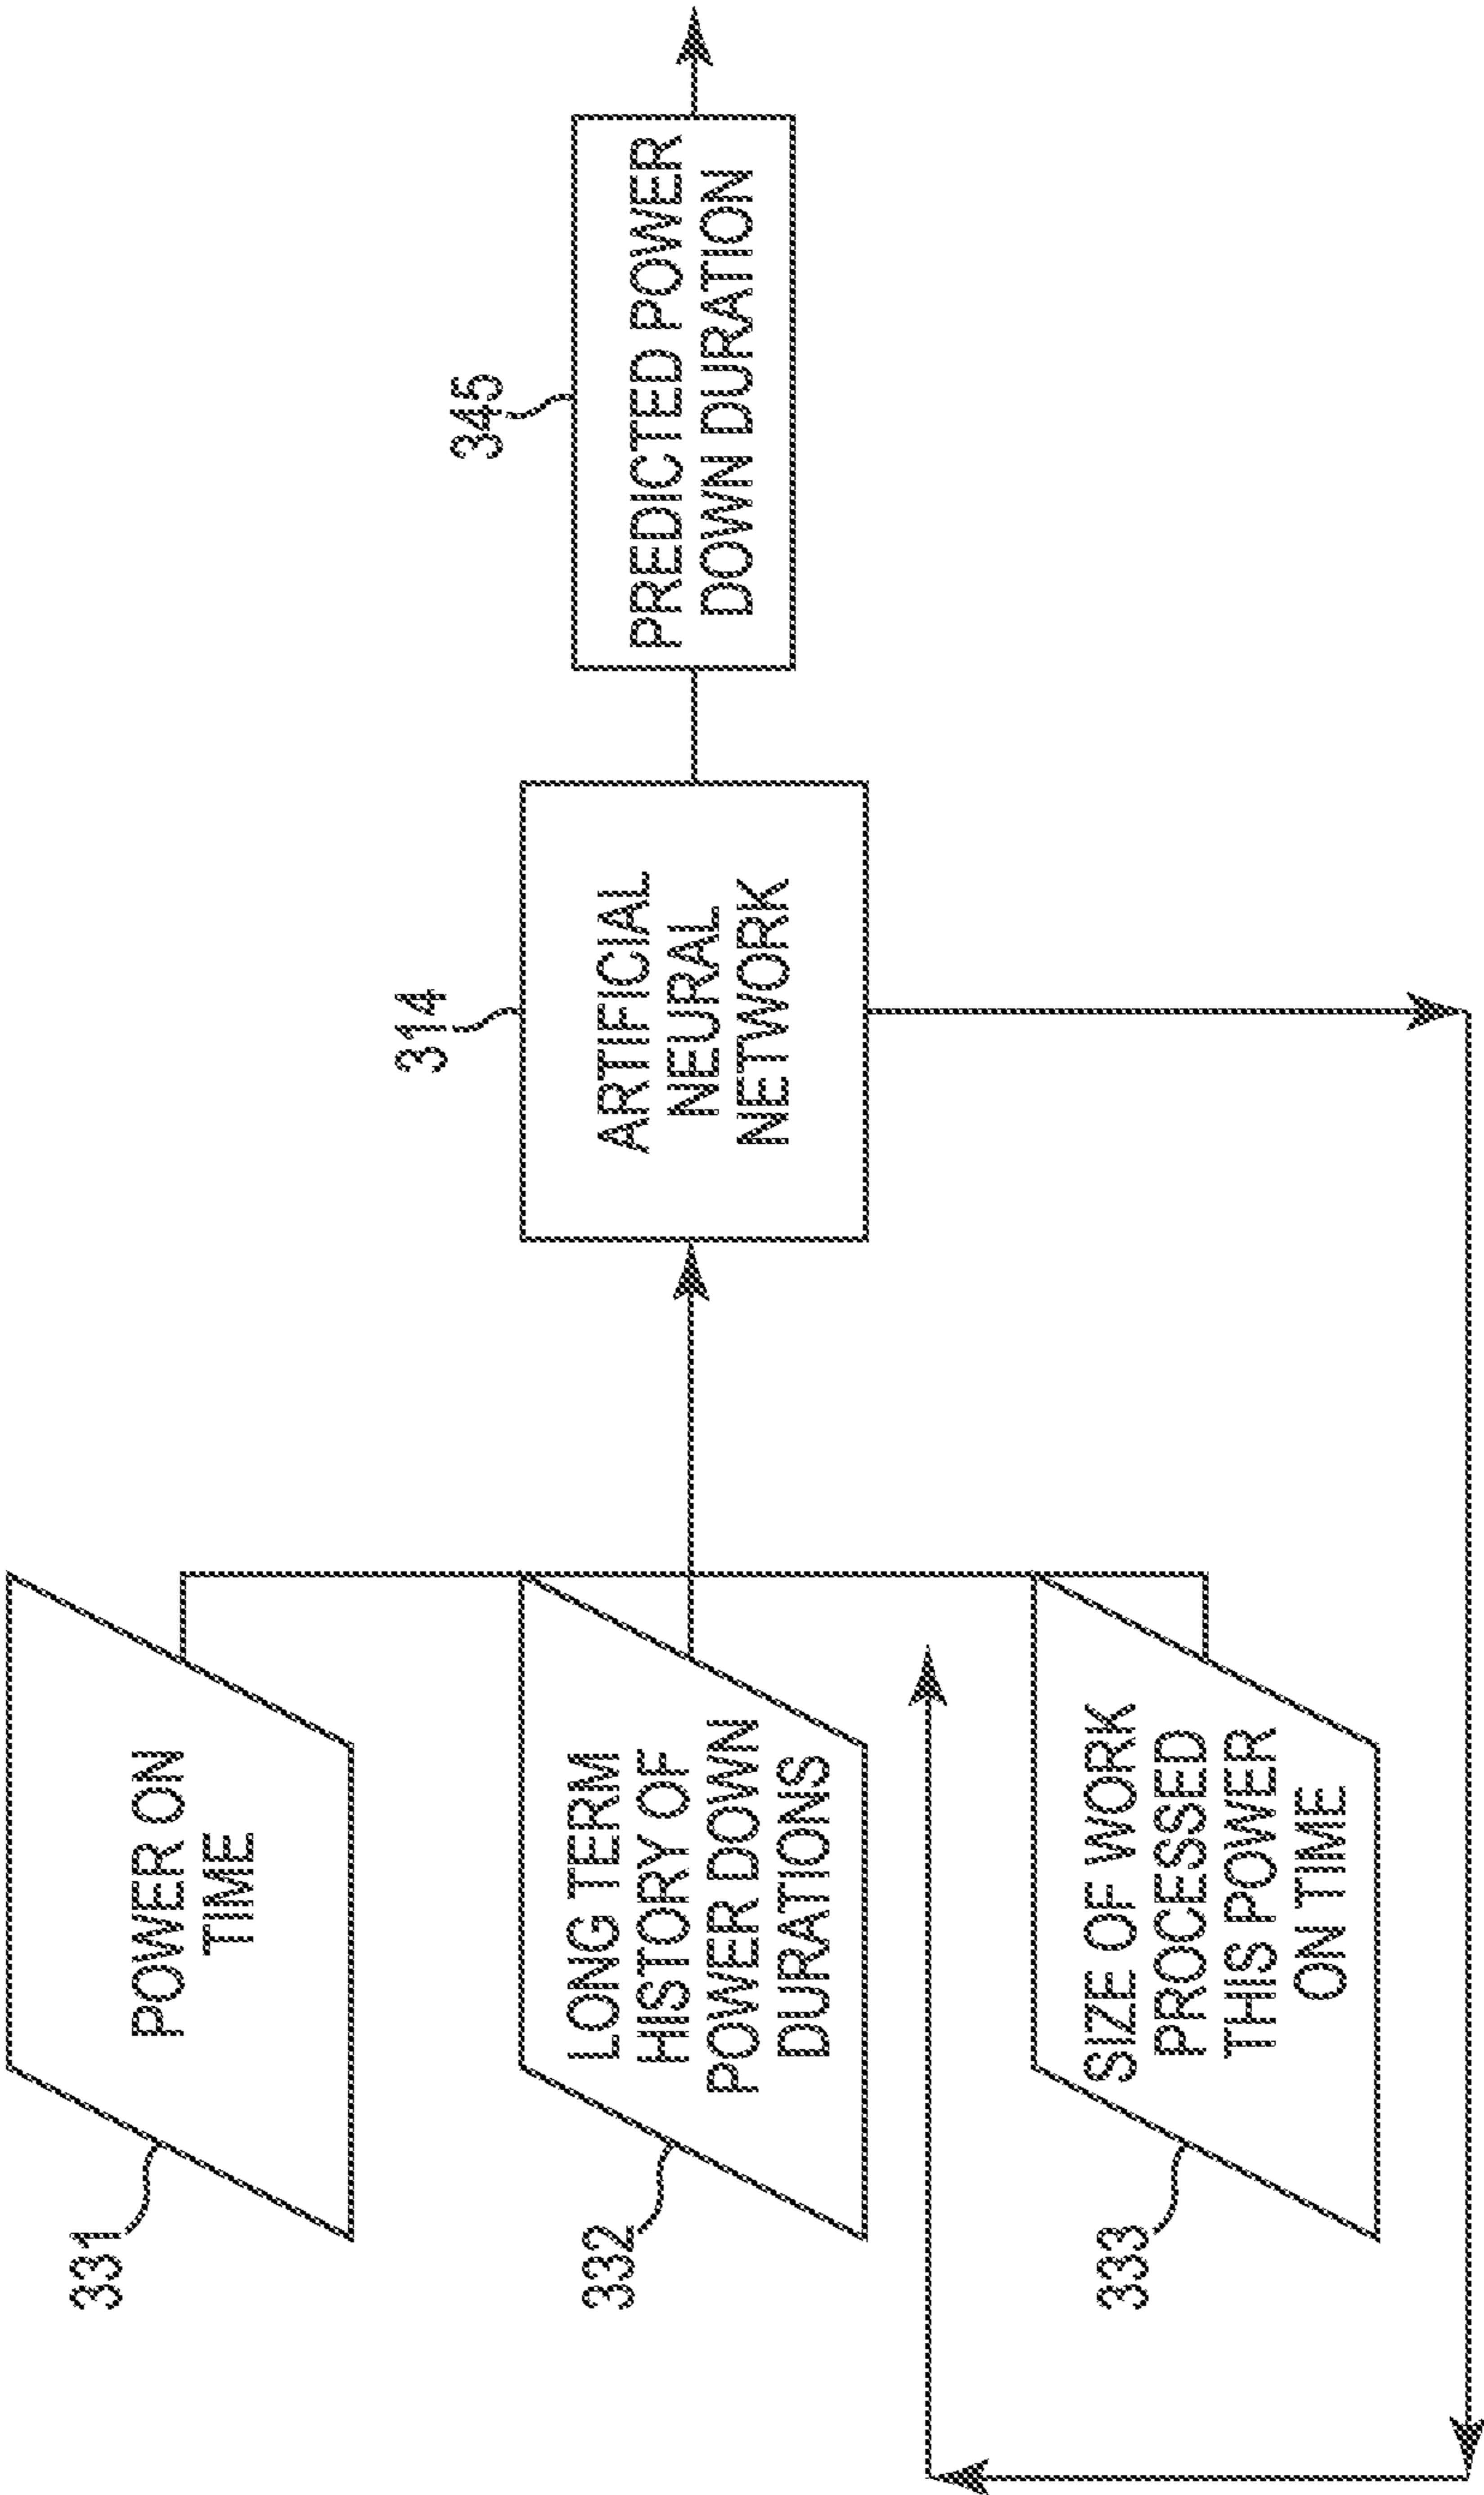 331
POWER ON
TIME
332
LONG TERM
HISTORY OF
POWER DOWN
DURATIONS
333
SIZE OF WORK
PROCESSED
THIS POWER
ON TIME
314
ARTIFICIAL
NEURAL
NETWORK
345
PREDICTED POWER
DOWN DURATION